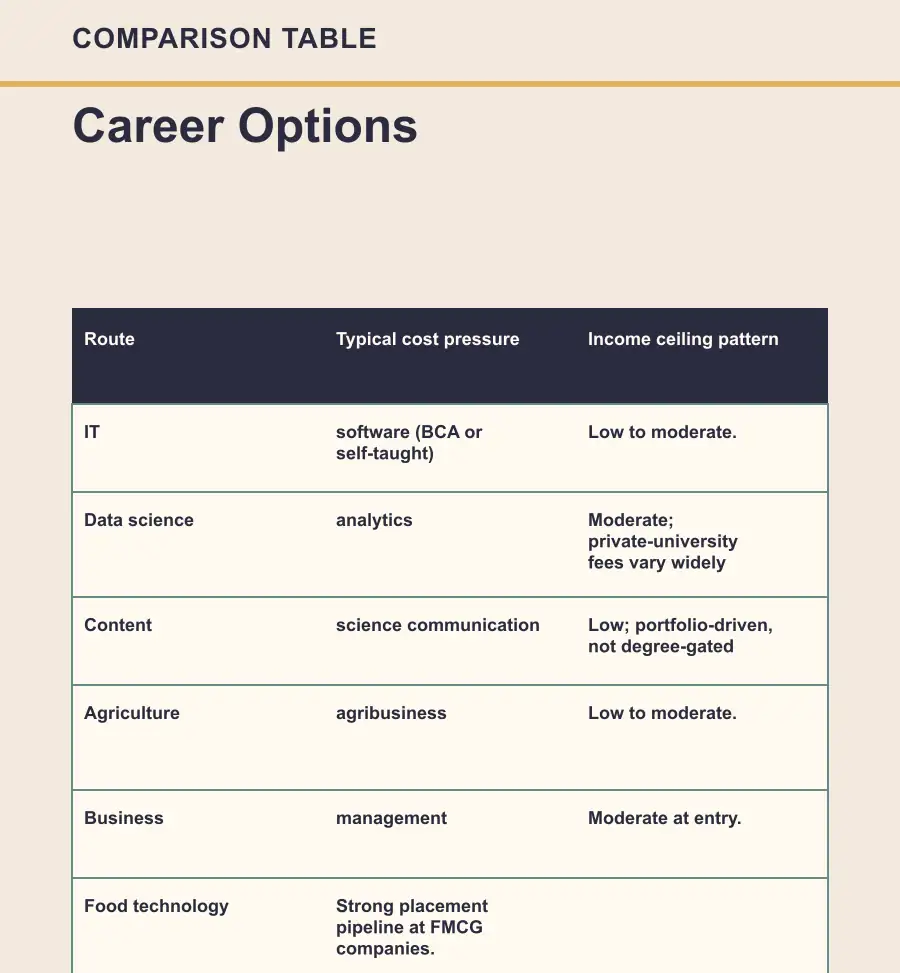 COMPARISON TABLE
Career Options
Route Typical cost pressure Income ceiling pattern
IT software (BCA or Low to moderate.
self-taught)
Data science analytics Moderate;
private-university
fees vary widely
Content science communication Low; portfolio-driven,
not degree-gated
Agriculture agribusiness Low to moderate.
Business management Moderate at entry.
Food technology Strong placement
pipeline at FMCG
companies.